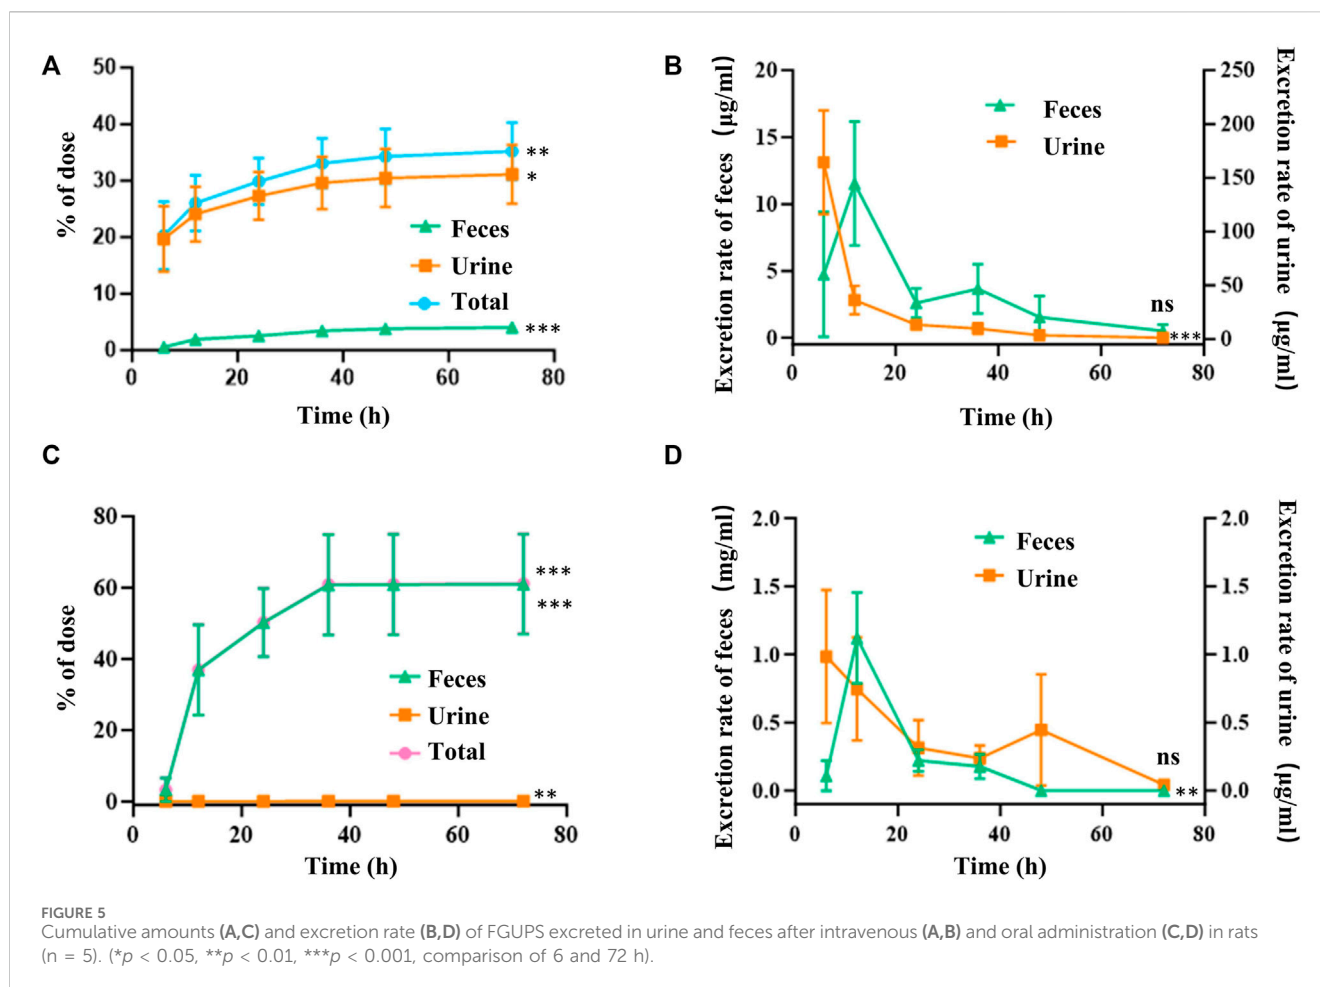 A
50
40
30
20
10
0
% of dose
**
*
Feces
Urine
Total
***
0
20
40
60
80
Time (h)
B
20
15
10
5
0
Excretion rate of feces (μg/ml)
250
200
150
100
50
0
Excretion rate of urine (μg/ml)
Feces
Urine
ns
***
0
20
40
60
80
Time (h)
C
80
60
40
20
0
% of dose
***
***
Feces
Urine
Total
**
0
20
40
60
80
Time (h)
D
2.0
1.5
1.0
0.5
0.0
Excretion rate of feces (mg/ml)
2.0
1.5
1.0
0.5
0.0
Excretion rate of urine (μg/ml)
Feces
Urine
ns
**
0
20
40
60
80
Time (h)
FIGURE 5
Cumulative amounts (A,C) and excretion rate (B,D) of FGUPS excreted in urine and feces after intravenous (A,B) and oral administration (C,D) in rats
(n = 5). (*p < 0.05, **p < 0.01, ***p < 0.001, comparison of 6 and 72 h).